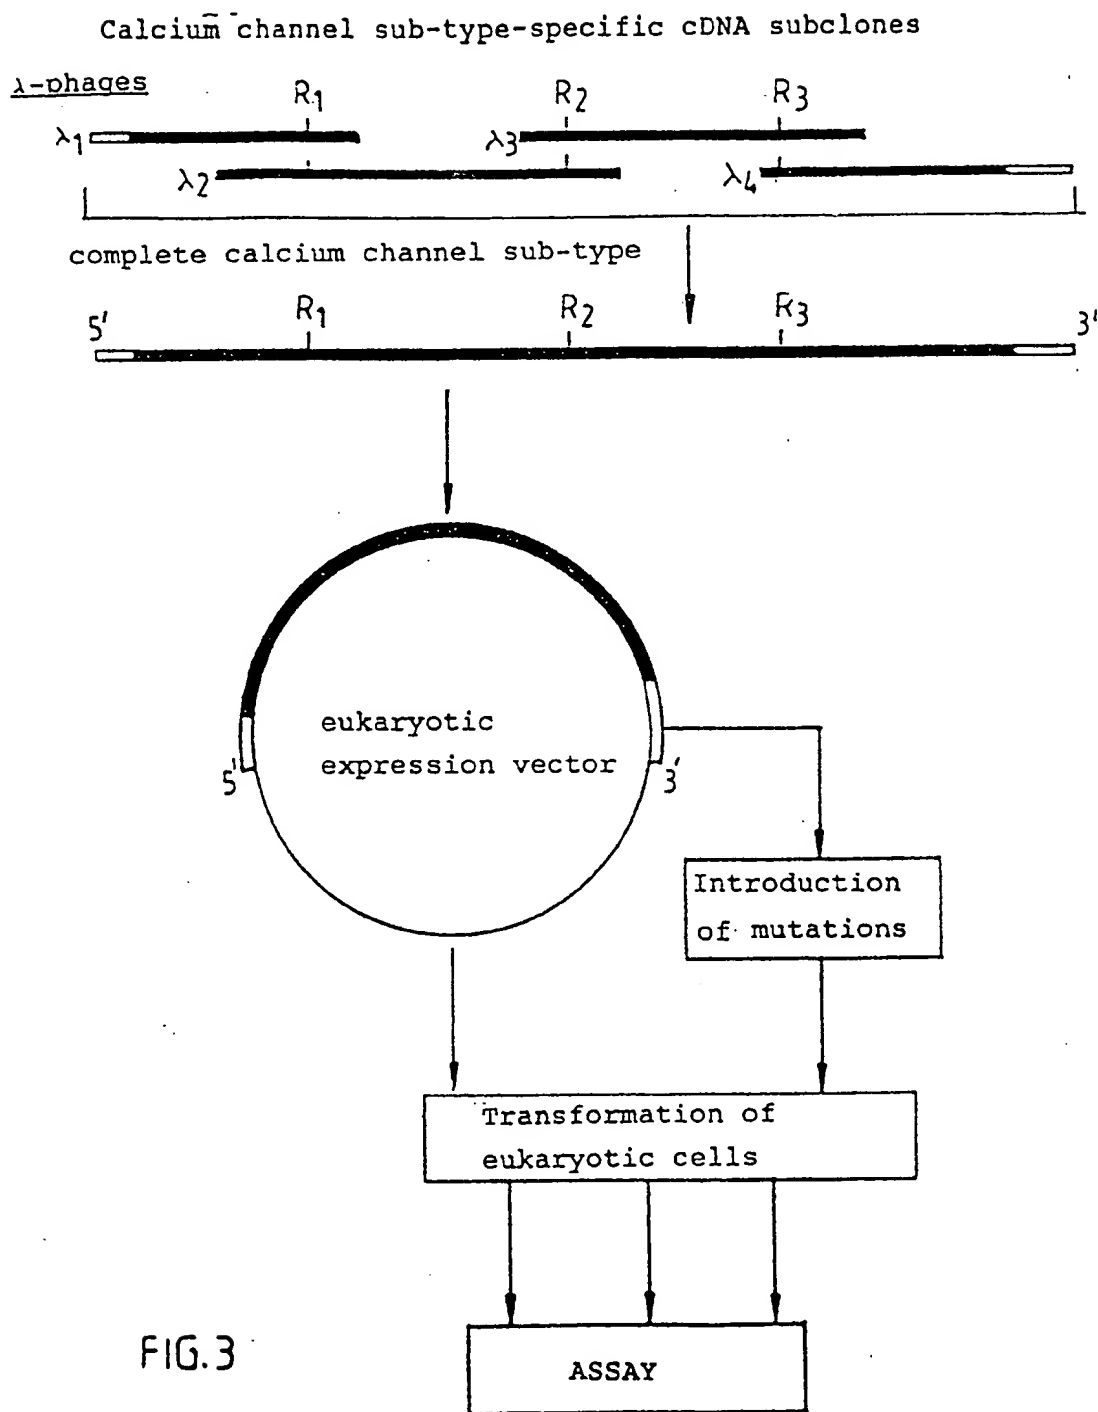 Calcium channel sub-type-specific cDNA subclones
λ-phages
R1 R2 R3
λ1 λ3
λ2 λ4
complete calcium channel sub-type
5' R1 R2 R3 3'
eukaryotic
expression vector
5' 3'
Introduction
of mutations
Transformation of
eukaryotic cells
ASSAY
FIG.3